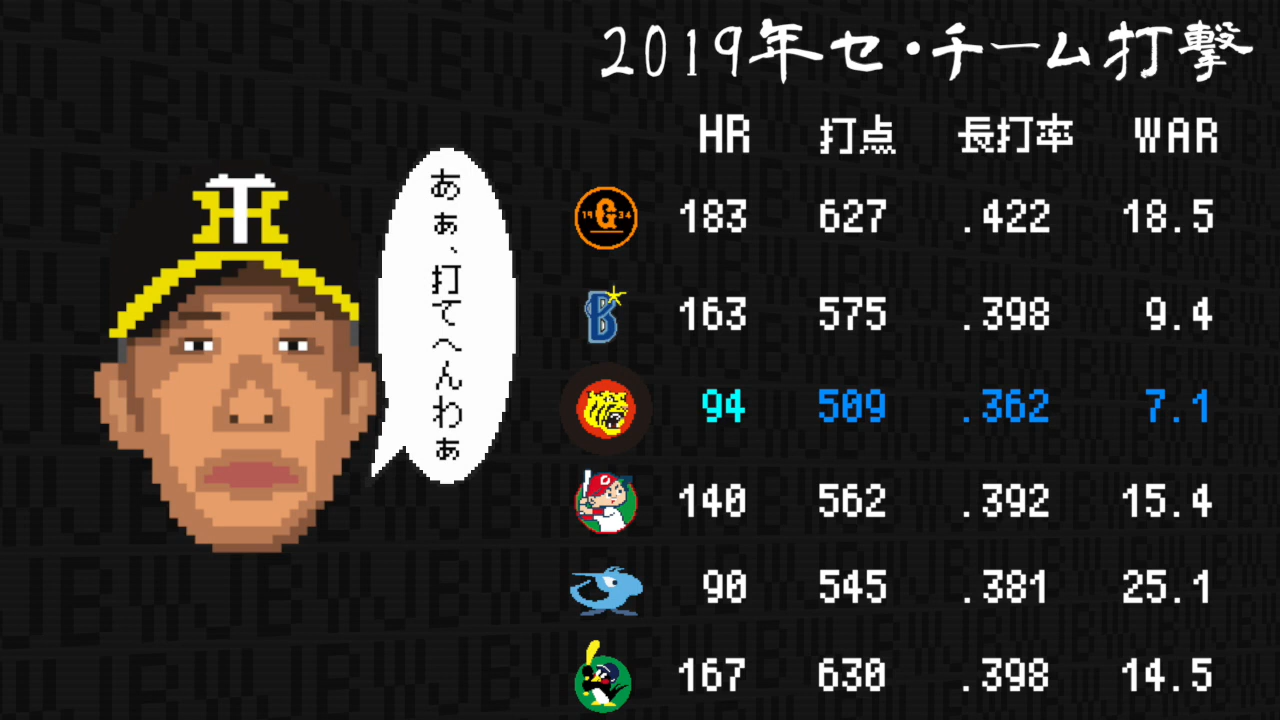 2019年セ・チーム打撃
HR 打点 長打率 WAR
あぁ、打てへんわぁ
183 627 .422 18.5
163 575 .398 9.4
94 509 .362 7.1
140 562 .392 15.4
90 545 .381 25.1
167 630 .398 14.5